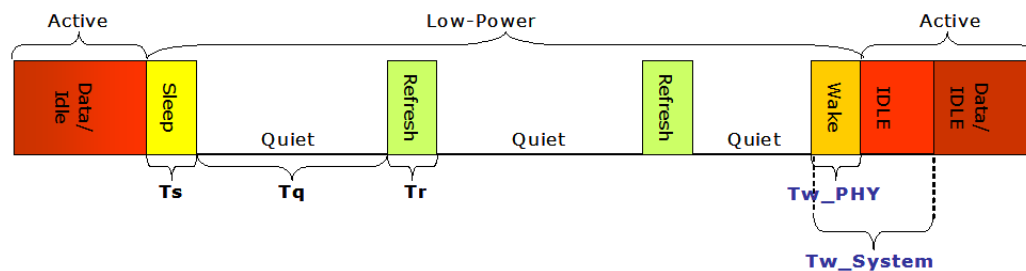 Active
Low-Power
Active
Data/
Idle
Sleep
Quiet
Refresh
Quiet
Refresh
Quiet
Wake
IDLE
Data/
IDLE
Ts
Tq
Tr
Tw_PHY
Tw_System